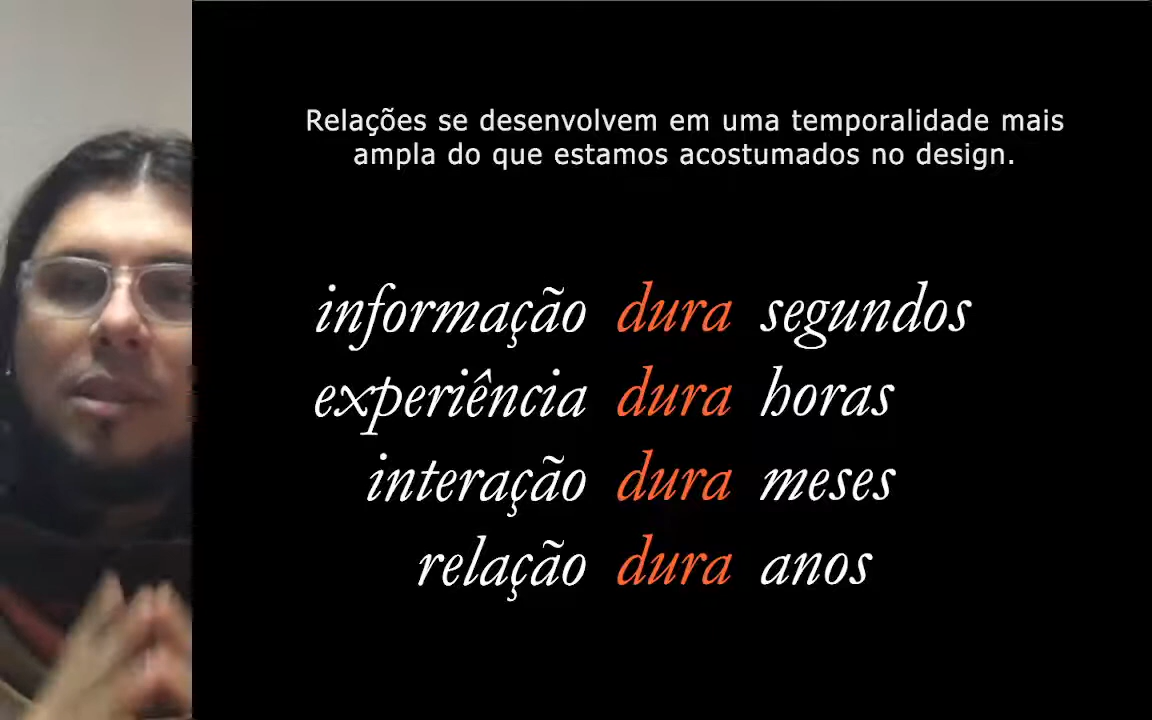 Relações se desenvolvem em uma temporalidade mais
ampla do que estamos acostumados no design.
informação dura segundos
experiência dura horas
interação dura meses
relação dura anos